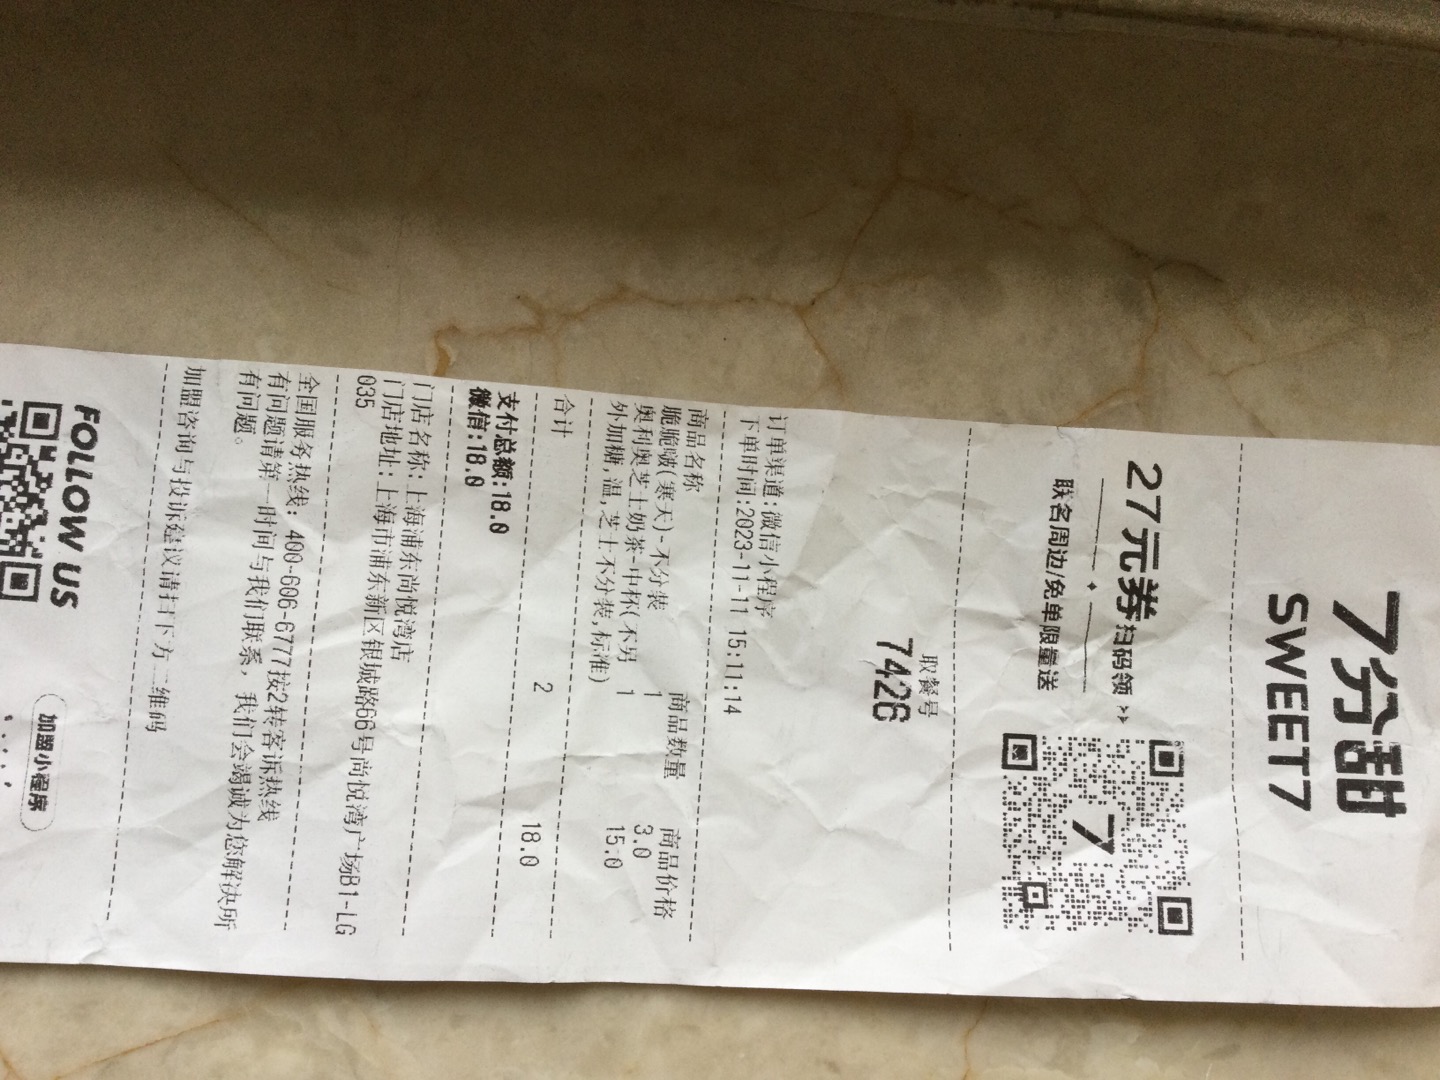 7分甜
SWEET7
27元券扫码领 >>
联名周边/免单限量送
7
取餐号
7426
订单渠道:微信小程序
下单时间:2023-11-11 15:11:14
商品名称 商品数量 商品价格
脆脆啵(寒天)-不分装 1 3.0
奥利奥芝士奶茶-中杯(不另 1 15.0
外加糖,温,芝士不分装,标准)
合计 2 18.0
支付总额:18.0
微信:18.0
门店名称:上海浦东尚悦湾店
门店地址:上海市浦东新区银城路66号尚悦湾广场B1-LG
035
全国服务热线:400-606-6777按2转客诉热线
有问题请第一时间与我们联系，我们会竭诚为您解决所
有问题。
加盟咨询与投诉建议请扫下方二维码
FOLLOW US
加盟小程序